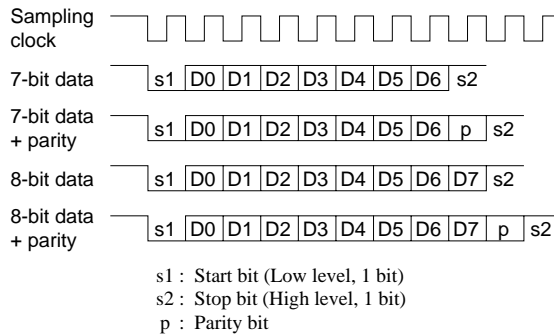 Sampling
clock
7-bit data
s1 D0 D1 D2 D3 D4 D5 D6 s2
7-bit data
+ parity
s1 D0 D1 D2 D3 D4 D5 D6 p s2
8-bit data
s1 D0 D1 D2 D3 D4 D5 D6 D7 s2
8-bit data
+ parity
s1 D0 D1 D2 D3 D4 D5 D6 D7 p s2
s1 : Start bit (Low level, 1 bit)
s2 : Stop bit (High level, 1 bit)
p : Parity bit